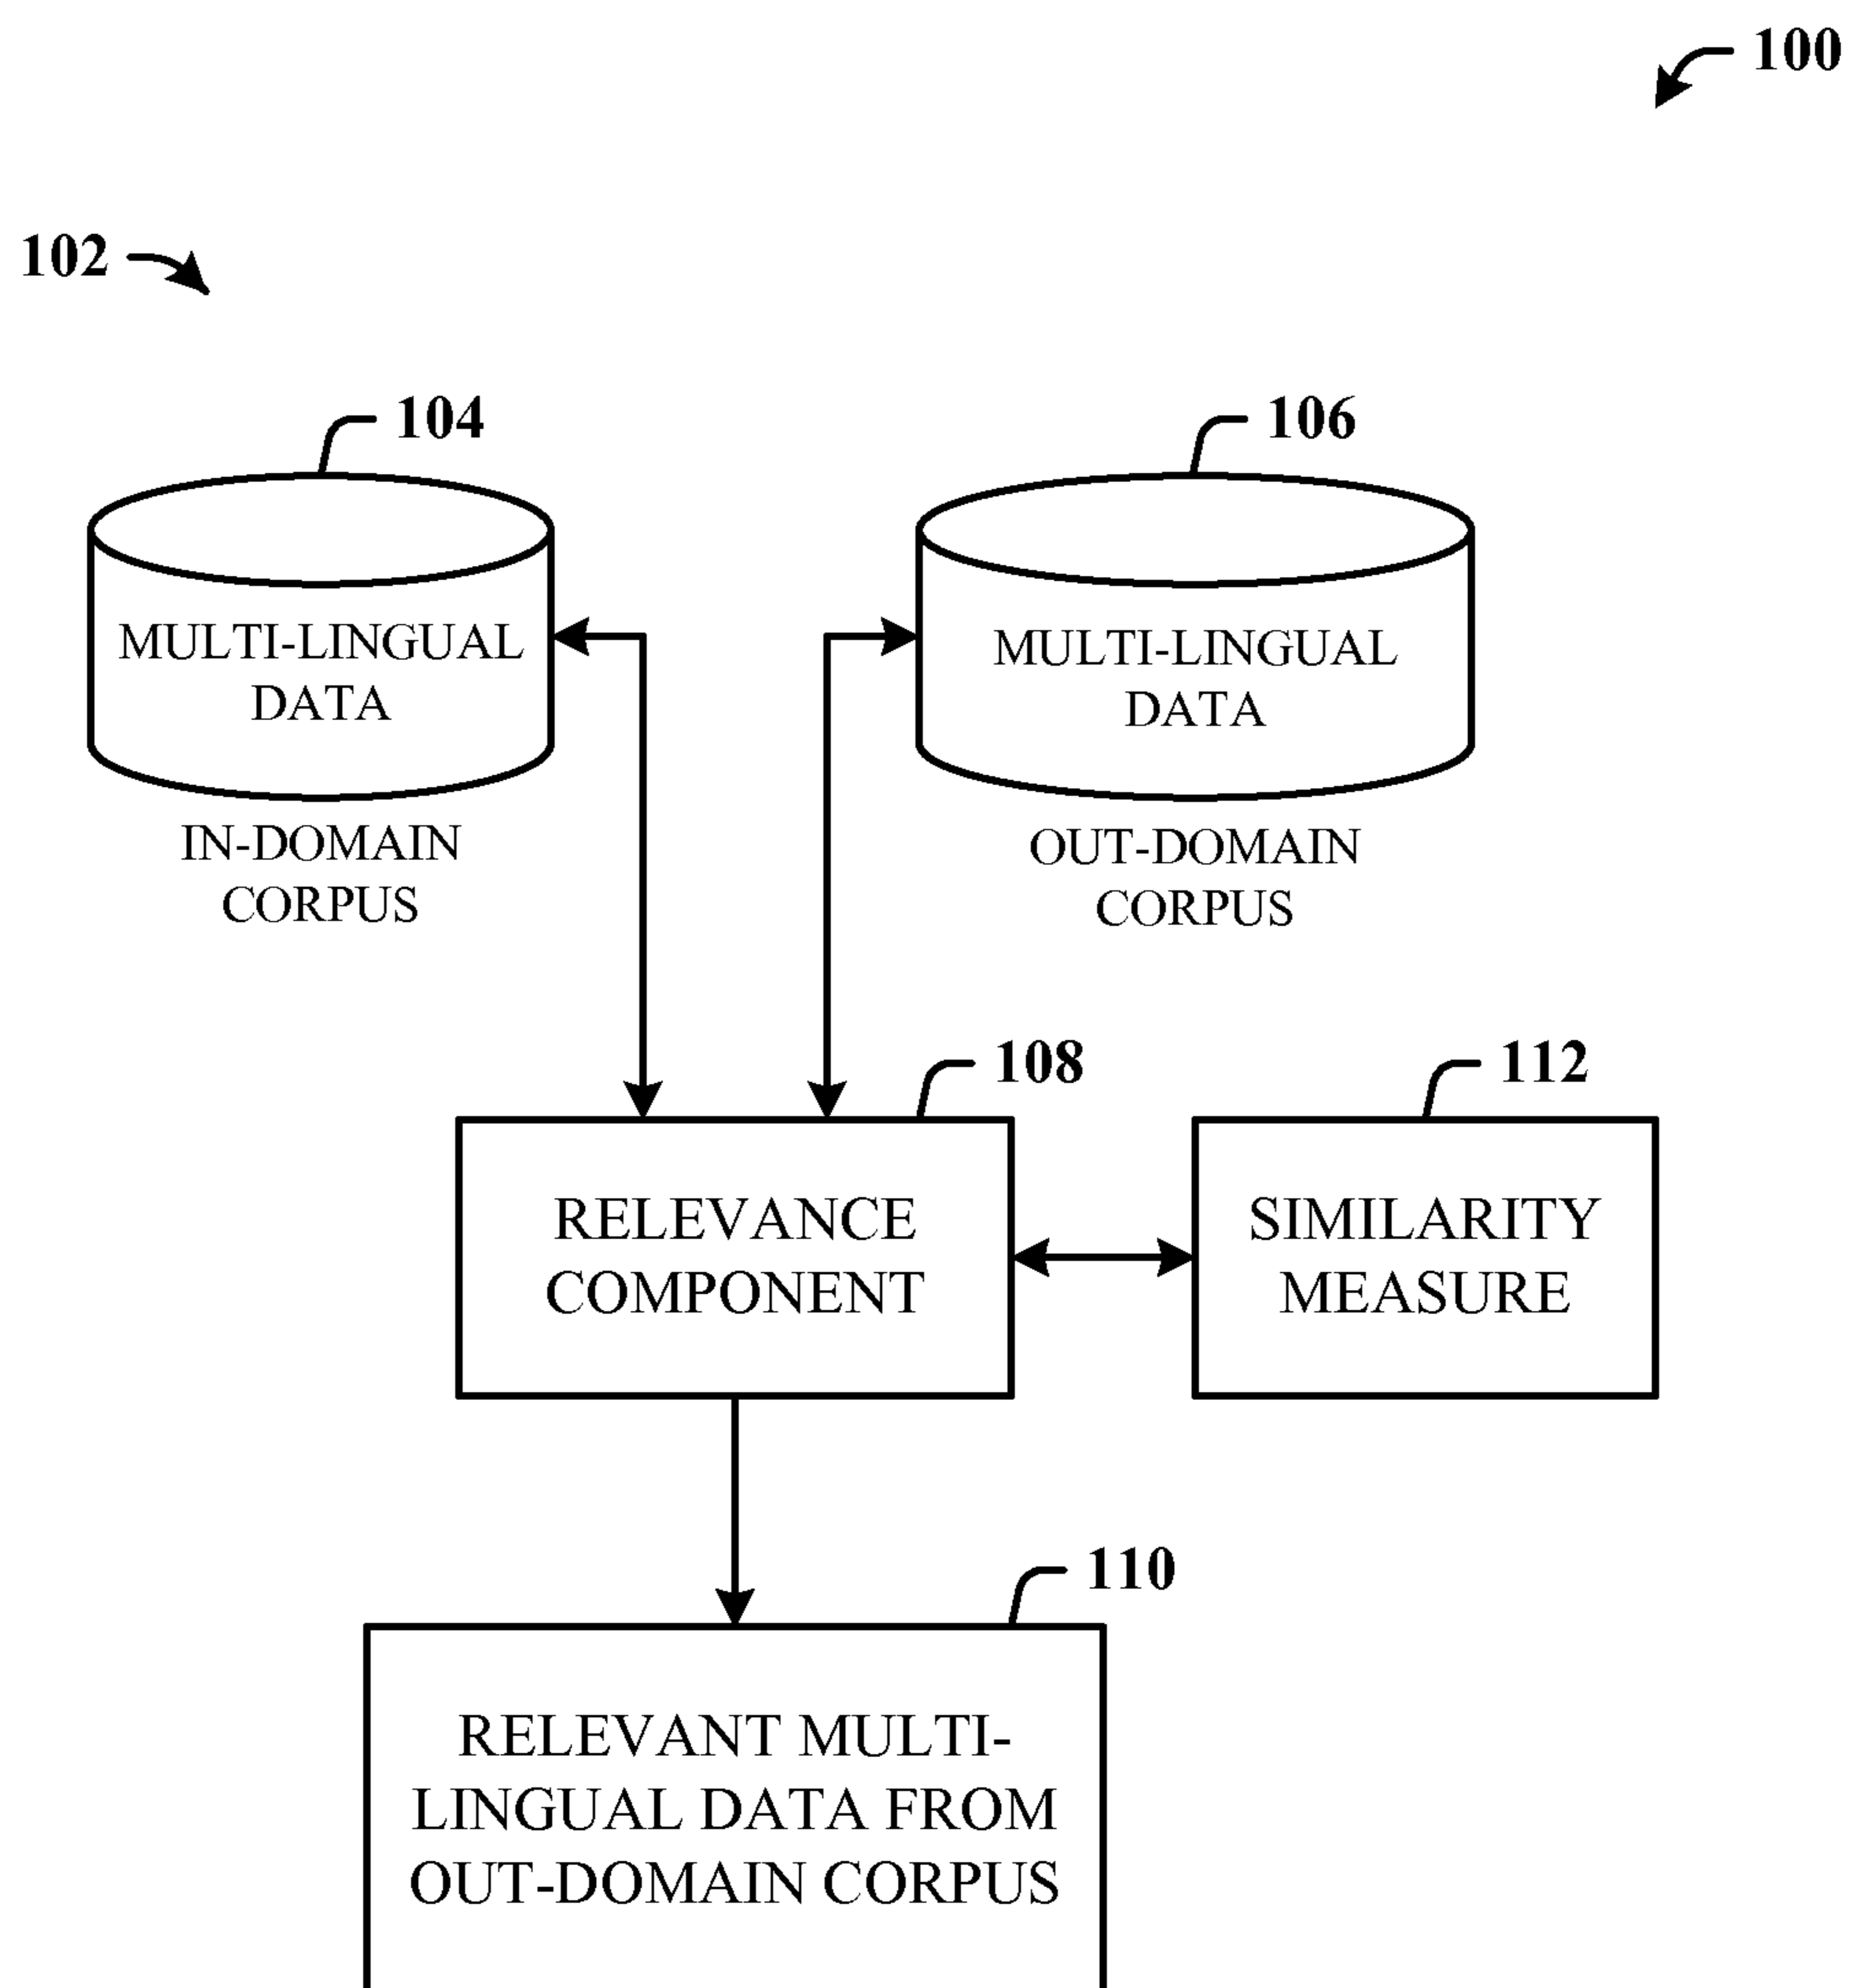 100
102
104
106
MULTI-LINGUAL
DATA
MULTI-LINGUAL
DATA
IN-DOMAIN
CORPUS
OUT-DOMAIN
CORPUS
108
112
RELEVANCE
COMPONENT
SIMILARITY
MEASURE
110
RELEVANT MULTI-
LINGUAL DATA FROM
OUT-DOMAIN CORPUS